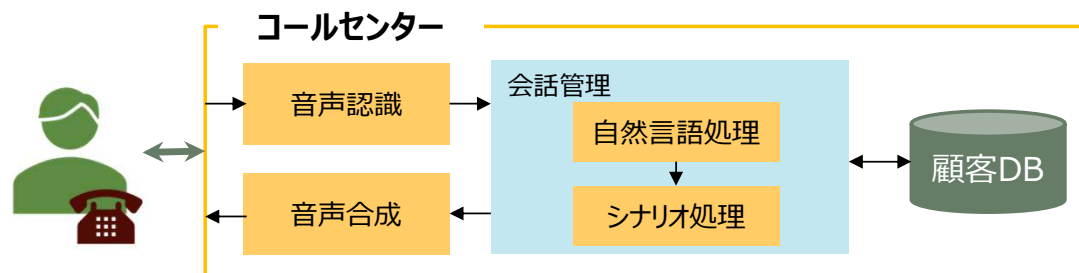 コールセンター
音声認識
会話管理
自然言語処理
顧客DB
音声合成
シナリオ処理